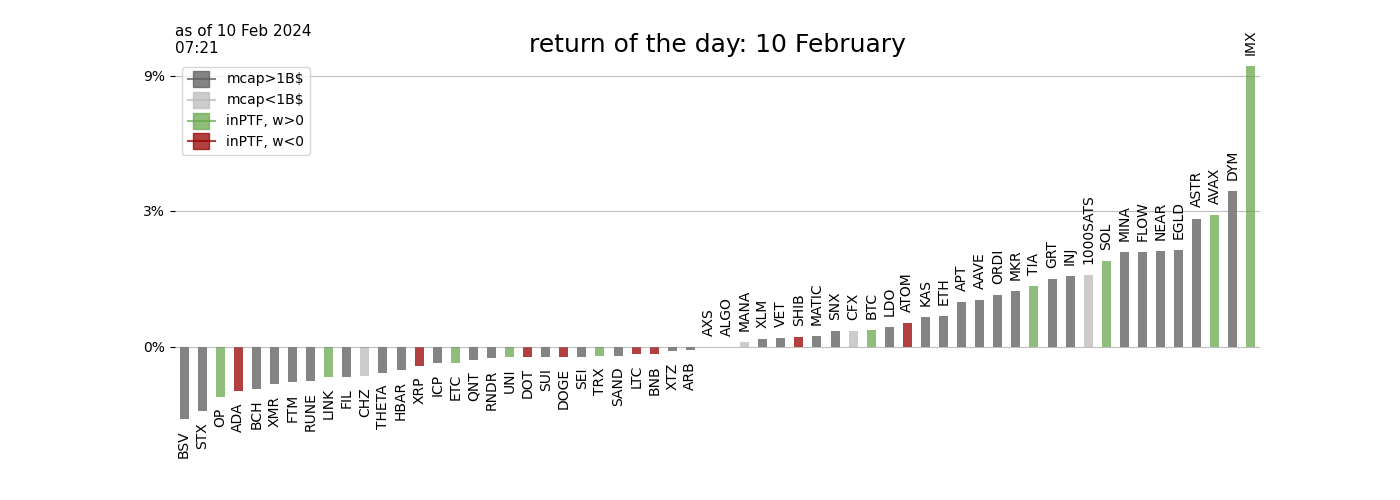 as of 10 Feb 2024
07:21
return of the day: 10 February
mcap>1B$
mcap<1B$
inPTF, w>0
inPTF, w<0
9%
3%
0%
BSV
STX
OP
ADA
BCH
XMR
FTM
RUNE
LINK
FIL
CHZ
THETA
HBAR
XRP
ICP
ETC
QNT
RNDR
UNI
DOT
SUI
DOGE
SEI
TRX
SAND
LTC
BNB
XTZ
ARB
AXS
ALGO
MANA
XLM
VET
SHIB
MATIC
SNX
CFX
BTC
LDO
ATOM
KAS
ETH
APT
AAVE
ORDI
MKR
TIA
GRT
INJ
1000SATS
SOL
MINA
FLOW
NEAR
EGLD
ASTR
AVAX
DYM
IMX